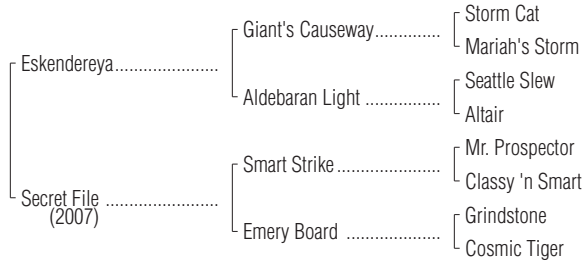 Storm Cat
Giant's Causeway..............
Mariah's Storm
Eskendereya......................
Seattle Slew
Aldebaran Light ................
Altair
Mr. Prospector
Smart Strike......................
Classy 'n Smart
Secret File ........................
(2007)
Grindstone
Emery Board ....................
Cosmic Tiger